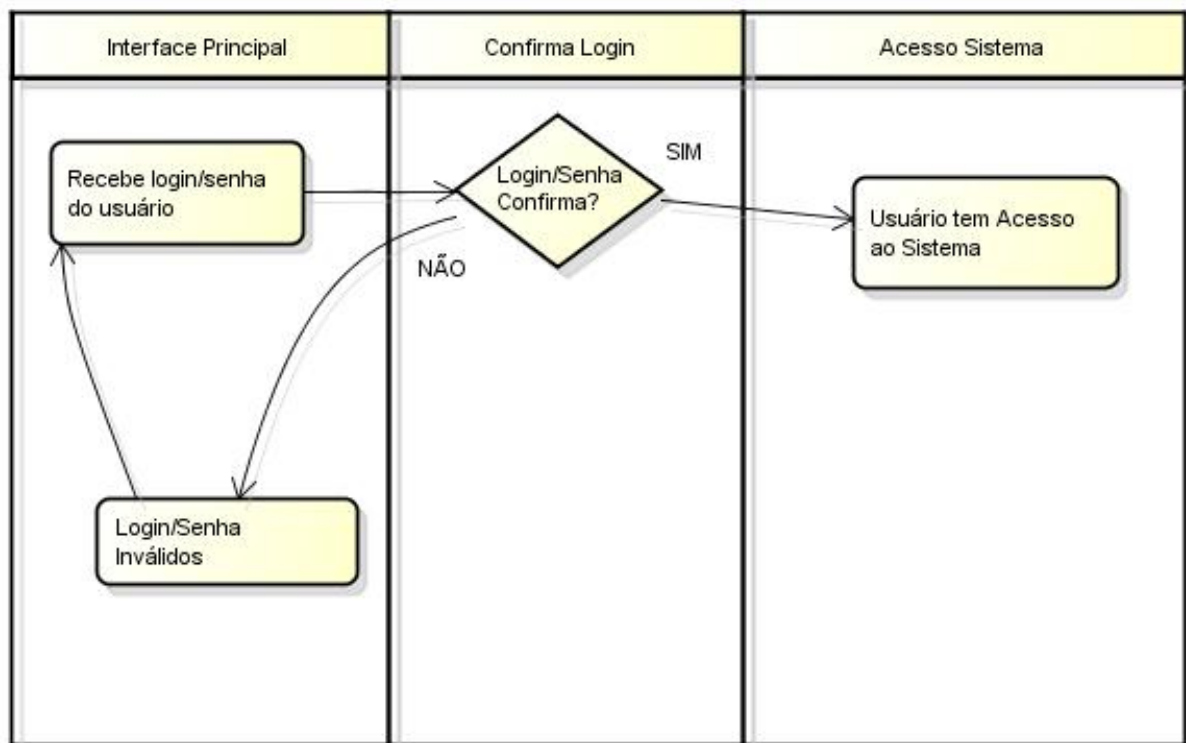 Interface Principal
Confirma Login
Acesso Sistema
Recebe login/senha
do usuário
Login/Senha
Confirma?
SIM
Usuário tem Acesso
ao Sistema
NÃO
Login/Senha
Inválidos